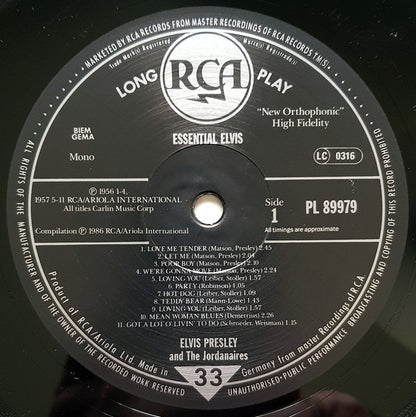 MARKETED BY RCA/ARIOLA RECORDS FROM MASTER RECORDINGS OF RCA RECORDS TM(S)
Trade Mark(s) Registered
Marca(s) Registrada(s)
LONG RCA PLAY
"New Orthophonic"
High Fidelity
ESSENTIAL ELVIS
BIEM
GEMA
Mono
LC 0316
℗ 1956 1-4,
1957 5-11 RCA/ARIOLA INTERNATIONAL
All titles Carlin Music Corp
Compilation ℗ 1986 RCA/Ariola International
Side
1
PL 89979
All timings are approximate
1. LOVE ME TENDER (Matson, Presley) 2.45
2. LET ME (Matson, Presley) 2.04
3. POOR BOY (Matson, Presley) 2.10
4. WE'RE GONNA MOVE (Matson, Presley) 2.24
5. LOVING YOU (Leiber, Stoller) 1.57
6. PARTY (Robinson) 1.05
7. HOT DOG (Leiber, Stoller) 1.09
8. TEDDY BEAR (Mann-Lowe) 1.43
9. LOVING YOU (Leiber, Stoller) 1.57
10. MEAN WOMAN BLUES (Demetrius) 2.25
11. GOT A LOT O' LIVIN' TO DO (Schroeder, Weisman) 1.15
ELVIS PRESLEY
and The Jordanaires
33
ALL RIGHTS OF THE MANUFACTURER AND OF THE OWNER OF THE RECORDED WORK RESERVED
UNAUTHORISED PUBLIC PERFORMANCE BROADCASTING AND COPYING OF THIS RECORD PROHIBITED
Product of RCA/Ariola Ltd. Made in Germany from master Recordings of RCA.